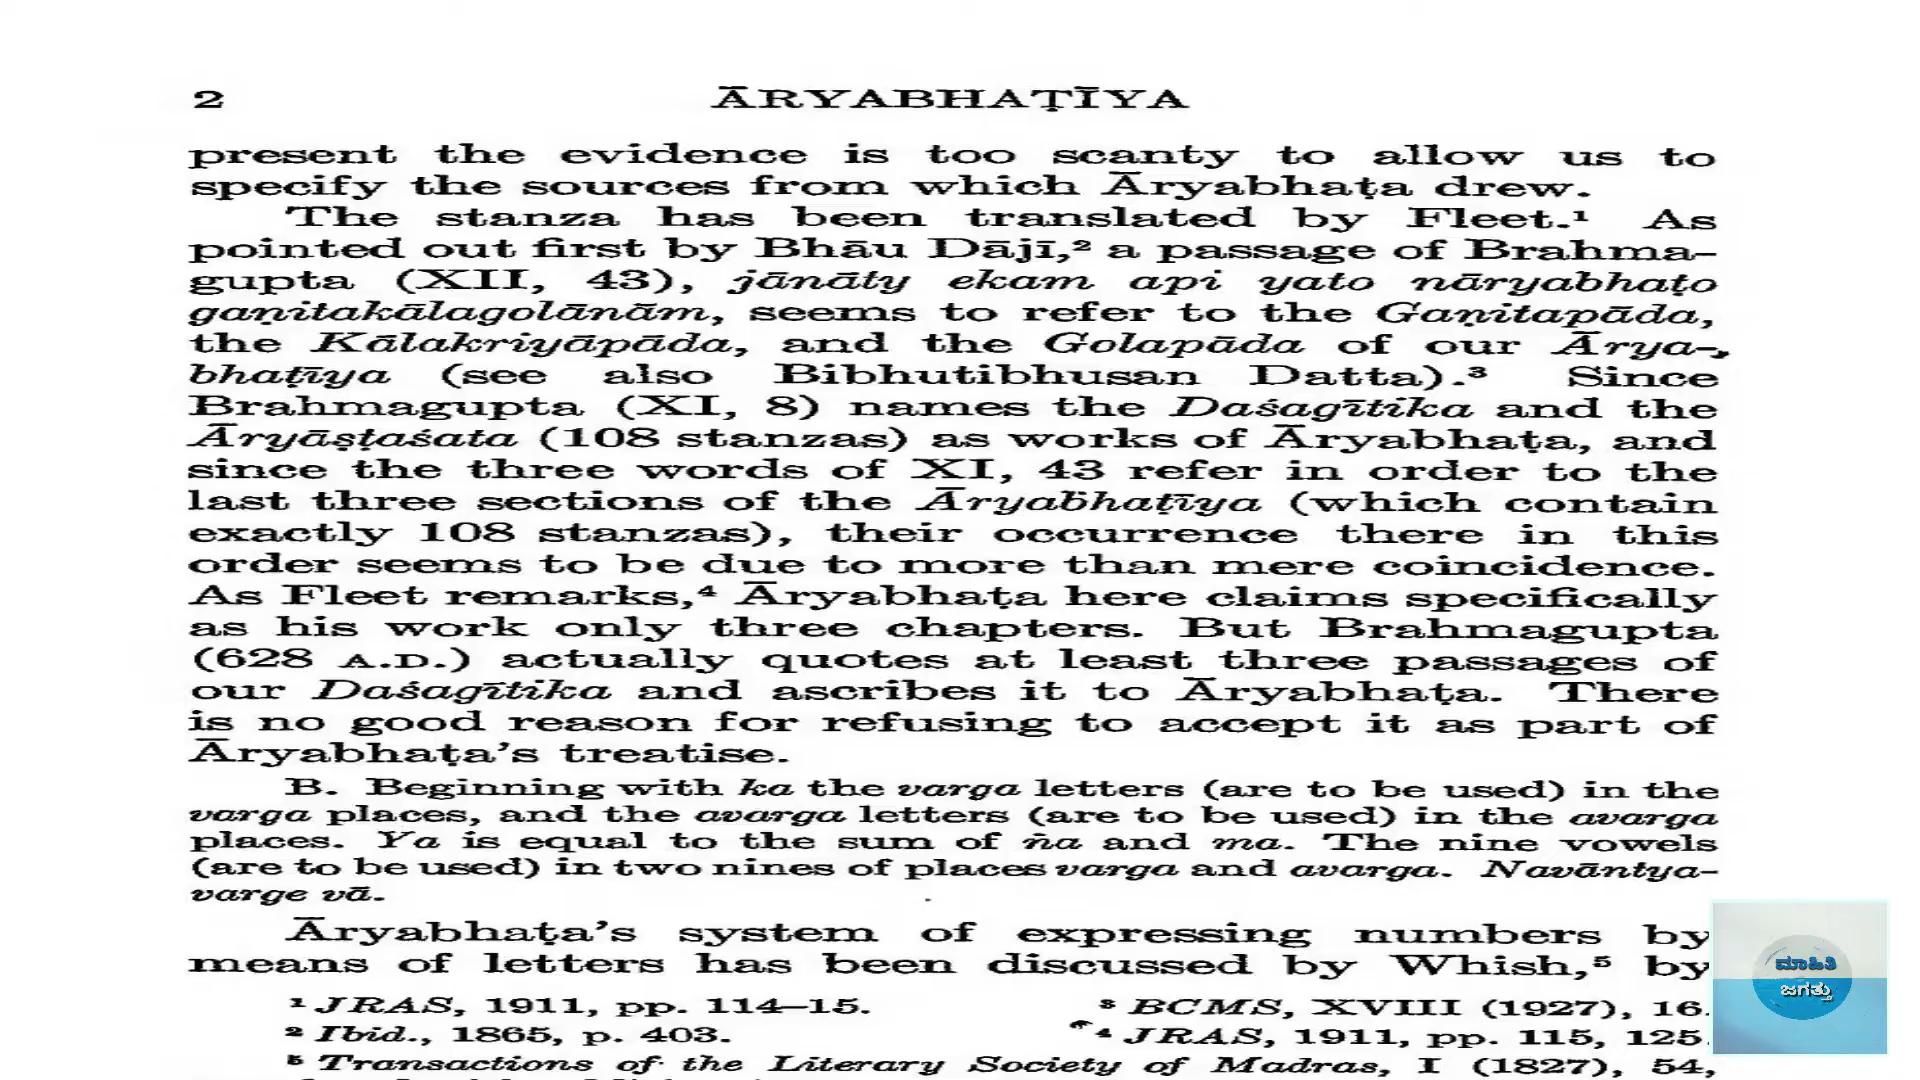 2 ĀRYABHAṬĪYA
present the evidence is too scanty to allow us to
specify the sources from which Āryabhaṭa drew.
The stanza has been translated by Fleet.¹ As
pointed out first by Bhāu Dājī,² a passage of Brahma-
gupta (XII, 43), jānāty ekam api yato nāryabhaṭo
gaṇitakālagolānām, seems to refer to the Gaṇitapāda,
the Kālakriyāpāda, and the Golapāda of our Ārya-
bhaṭīya (see also Bibhutibhusan Datta).³ Since
Brahmagupta (XI, 8) names the Daśagītika and the
Āryāṣṭaśata (108 stanzas) as works of Āryabhaṭa, and
since the three words of XI, 43 refer in order to the
last three sections of the Āryabhaṭīya (which contain
exactly 108 stanzas), their occurrence there in this
order seems to be due to more than mere coincidence.
As Fleet remarks,⁴ Āryabhaṭa here claims specifically
as his work only three chapters. But Brahmagupta
(628 A.D.) actually quotes at least three passages of
our Daśagītika and ascribes it to Āryabhaṭa. There
is no good reason for refusing to accept it as part of
Āryabhaṭa's treatise.
B. Beginning with ka the varga letters (are to be used) in the
varga places, and the avarga letters (are to be used) in the avarga
places. Ya is equal to the sum of ṅa and ma. The nine vowels
(are to be used) in two nines of places varga and avarga. Navāntya-
varge vā.
Āryabhaṭa's system of expressing numbers by
means of letters has been discussed by Whish,⁵ by
¹ JRAS, 1911, pp. 114–15. ³ BCMS, XVIII (1927), 16.
² Ibid., 1865, p. 403. ⁴ JRAS, 1911, pp. 115, 125.
⁵ Transactions of the Literary Society of Madras, I (1827), 54,
ಮಾಹಿತಿ
ಜಗತ್ತು